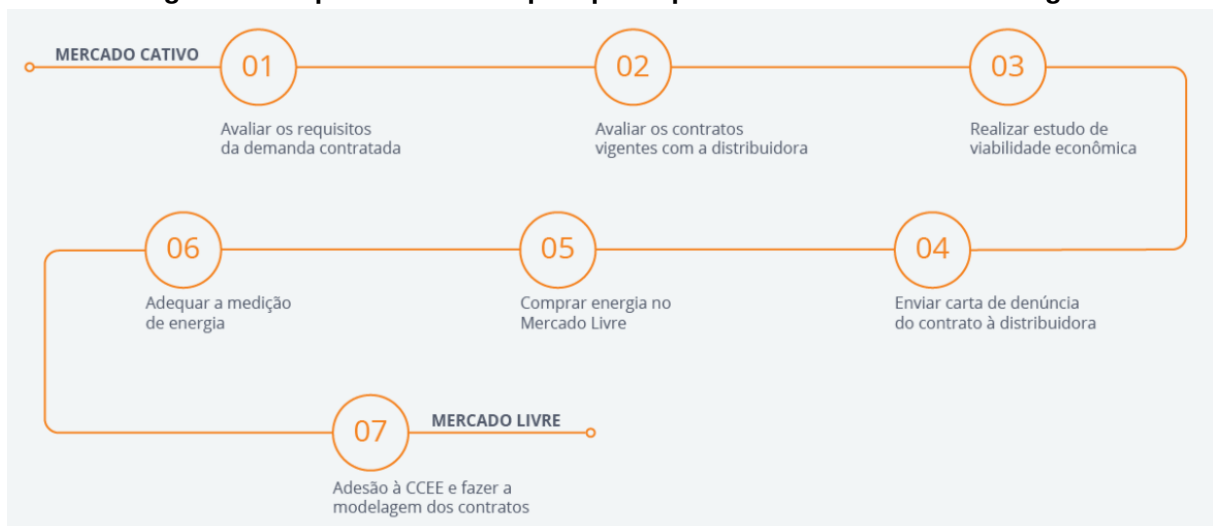 MERCADO CATIVO
01
02
03
Avaliar os requisitos
da demanda contratada
Avaliar os contratos
vigentes com a distribuidora
Realizar estudo de
viabilidade econômica
06
05
04
Adequar a medição
de energia
Comprar energia no
Mercado Livre
Enviar carta de denúncia
do contrato à distribuidora
07
MERCADO LIVRE
Adesão à CCEE e fazer a
modelagem dos contratos